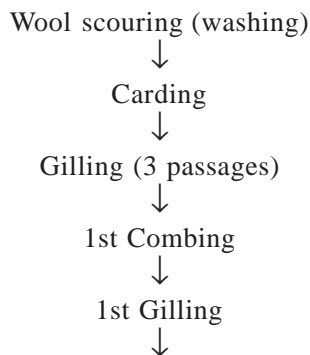 Wool scouring (washing)
↓
Carding
↓
Gilling (3 passages)
↓
1st Combing
↓
1st Gilling
↓